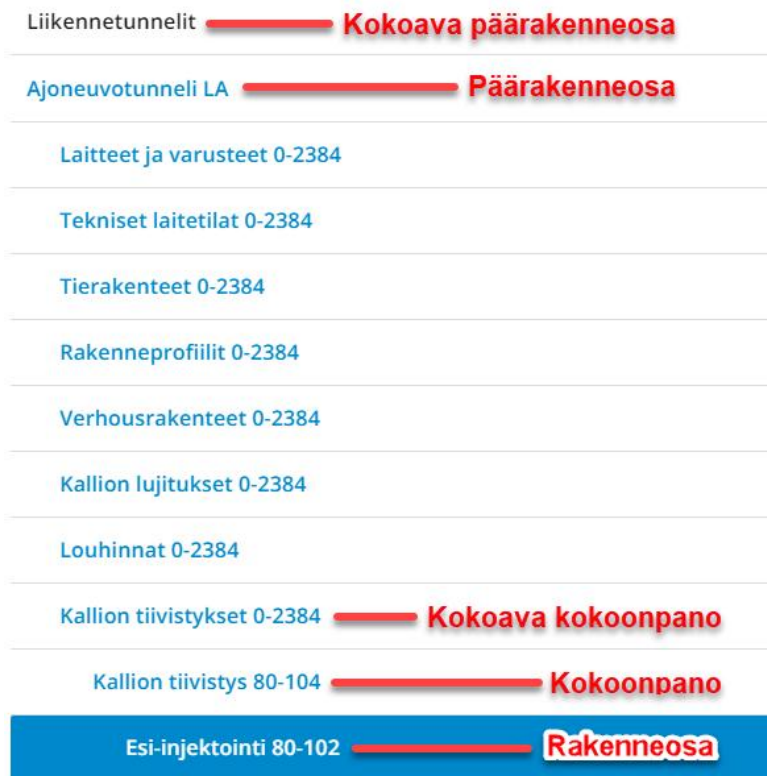 Liikennetunnelit Kokoava päärakenneosa
Ajoneuvotunneli LA Päärakenneosa
Laitteet ja varusteet 0-2384
Tekniset laitetilat 0-2384
Tierakenteet 0-2384
Rakenneprofiilit 0-2384
Verhousrakenteet 0-2384
Kallion lujitukset 0-2384
Louhinnat 0-2384
Kallion tiivistykset 0-2384 Kokoava kokoonpano
Kallion tiivistys 80-104 Kokoonpano
Esi-injektointi 80-102 Rakenneosa